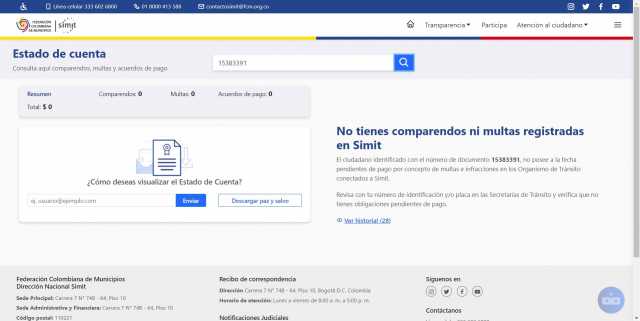 Línea celular 333 602 6000
01 8000 413 588
contactosimit@fcm.org.co
FEDERACIÓN COLOMBIANA DE MUNICIPIOS
simit
Transparencia
Participa
Atención al ciudadano
Estado de cuenta
Consulta aquí comparendos, multas y acuerdos de pago.
15383391
Resumen
Comparendos: 0
Multas: 0
Acuerdos de pago: 0
Total: $ 0
¿Cómo deseas visualizar el Estado de Cuenta?
ej. usuario@ejemplo.com
Enviar
Descargar paz y salvo
No tienes comparendos ni multas registradas
en Simit
El ciudadano identificado con el número de documento 15383391, no posee a la fecha
pendientes de pago por concepto de multas e infracciones en los Organismo de Tránsito
conectados a Simit.
Revisa con tu número de identificación y/o placa en las Secretarías de Tránsito y verifica que no
tienes obligaciones pendientes de pago.
Ver historial (28)
Federación Colombiana de Municipios
Dirección Nacional Simit
Sede Principal: Carrera 7 N° 74B - 64, Piso 10
Sede Administrativa y Financiera: Carrera 7 N° 74B - 64, Piso 10
Código postal: 110221
Recibo de correspondencia
Dirección Carrera 7 N° 74B - 64, Piso 10, Bogotá D.C. Colombia
Horario de atención: Lunes a viernes de 8:00 a. m. a 5:00 p. m.
Notificaciones Judiciales
Síguenos en
Contáctanos